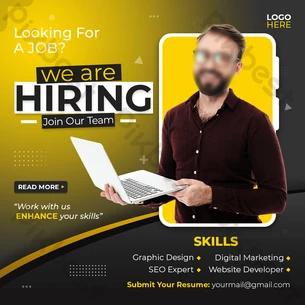 Looking For
A JOB?
LOGO
HERE
we are
HIRING
Join Our Team
READ MORE
"Work with us
ENHANCE your skills"
SKILLS
Graphic Design
Digital Marketing
SEO Expert
Website Developer
Submit Your Resume: yourmail@gmail.com